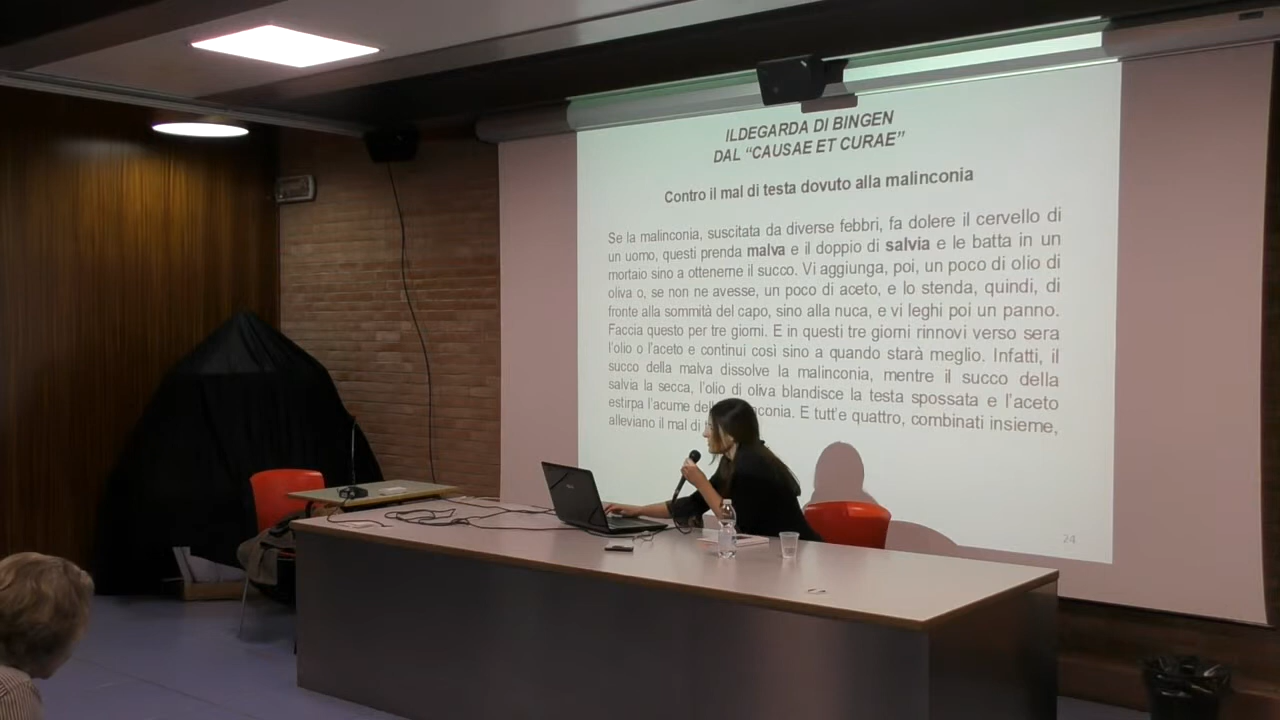 ILDEGARDA DI BINGEN
DAL “CAUSAE ET CURAE”
Contro il mal di testa dovuto alla malinconia
Se la malinconia, suscitata da diverse febbri, fa dolere il cervello di
un uomo, questi prenda malva e il doppio di salvia e le batta in un
mortaio sino a ottenerne il succo. Vi aggiunga, poi, un poco di olio di
oliva o, se non ne avesse, un poco di aceto, e lo stenda, quindi, di
fronte alla sommità del capo, sino alla nuca, e vi leghi poi un panno.
Faccia questo per tre giorni. E in questi tre giorni rinnovi verso sera
l’olio o l’aceto e continui così sino a quando starà meglio. Infatti, il
succo della malva dissolve la malinconia, mentre il succo della
salvia la secca, l’olio di oliva blandisce la testa spossata e l’aceto
estirpa l’acume della malinconia. E tutt’e quattro, combinati insieme,
alleviano il mal di
24